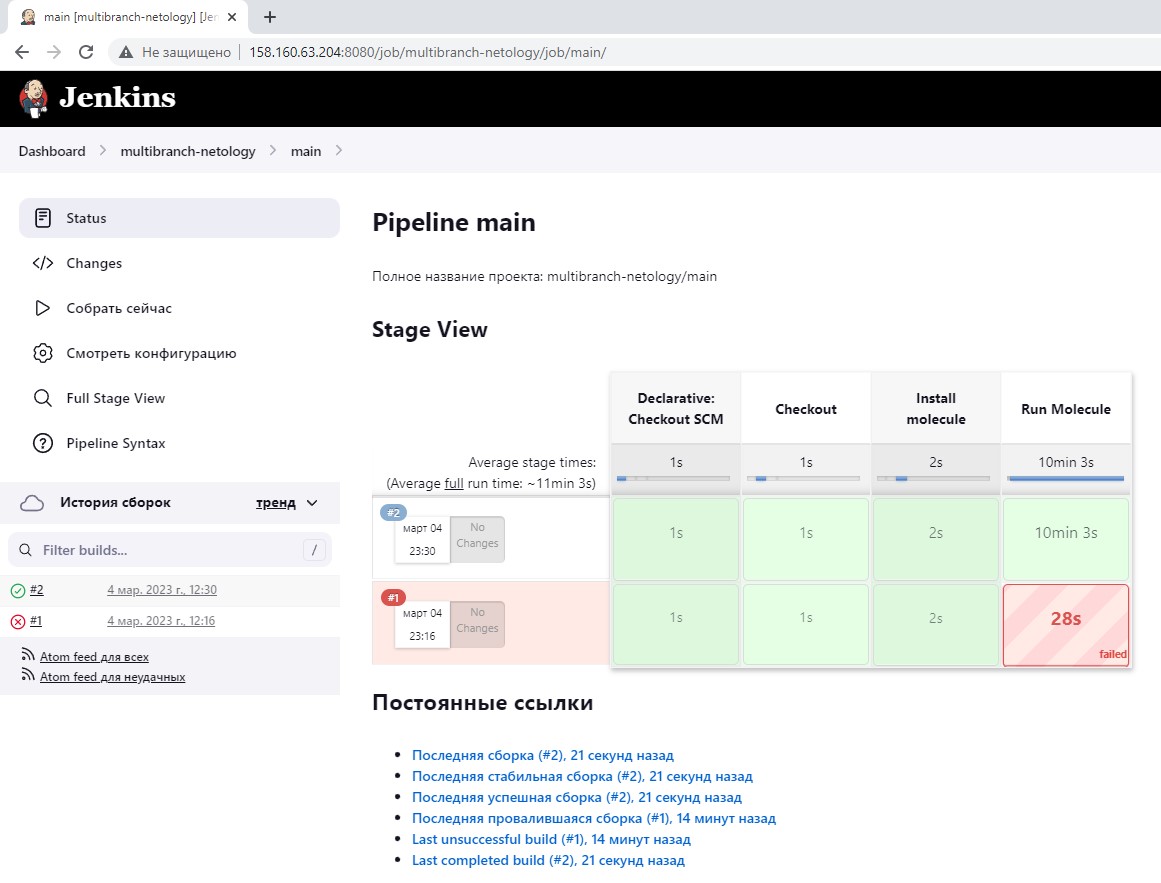 main [multibranch-netology] [Jen
Не защищено 158.160.63.204:8080/job/multibranch-netology/job/main/
Jenkins
Dashboard multibranch-netology main
Status
Changes
Собрать сейчас
Смотреть конфигурацию
Full Stage View
Pipeline Syntax
История сборок тренд
Filter builds... /
#2 4 мар. 2023 г., 12:30
#1 4 мар. 2023 г., 12:16
Atom feed для всех
Atom feed для неудачных
Pipeline main
Полное название проекта: multibranch-netology/main
Stage View
Declarative: Checkout SCM Checkout Install molecule Run Molecule
Average stage times: 1s 1s 2s 10min 3s
(Average full run time: ~11min 3s)
#2
март 04 No Changes
23:30
1s 1s 2s 10min 3s
#1
март 04 No Changes
23:16
1s 1s 2s 28s
failed
Постоянные ссылки
Последняя сборка (#2), 21 секунд назад
Последняя стабильная сборка (#2), 21 секунд назад
Последняя успешная сборка (#2), 21 секунд назад
Последняя провалившаяся сборка (#1), 14 минут назад
Last unsuccessful build (#1), 14 минут назад
Last completed build (#2), 21 секунд назад